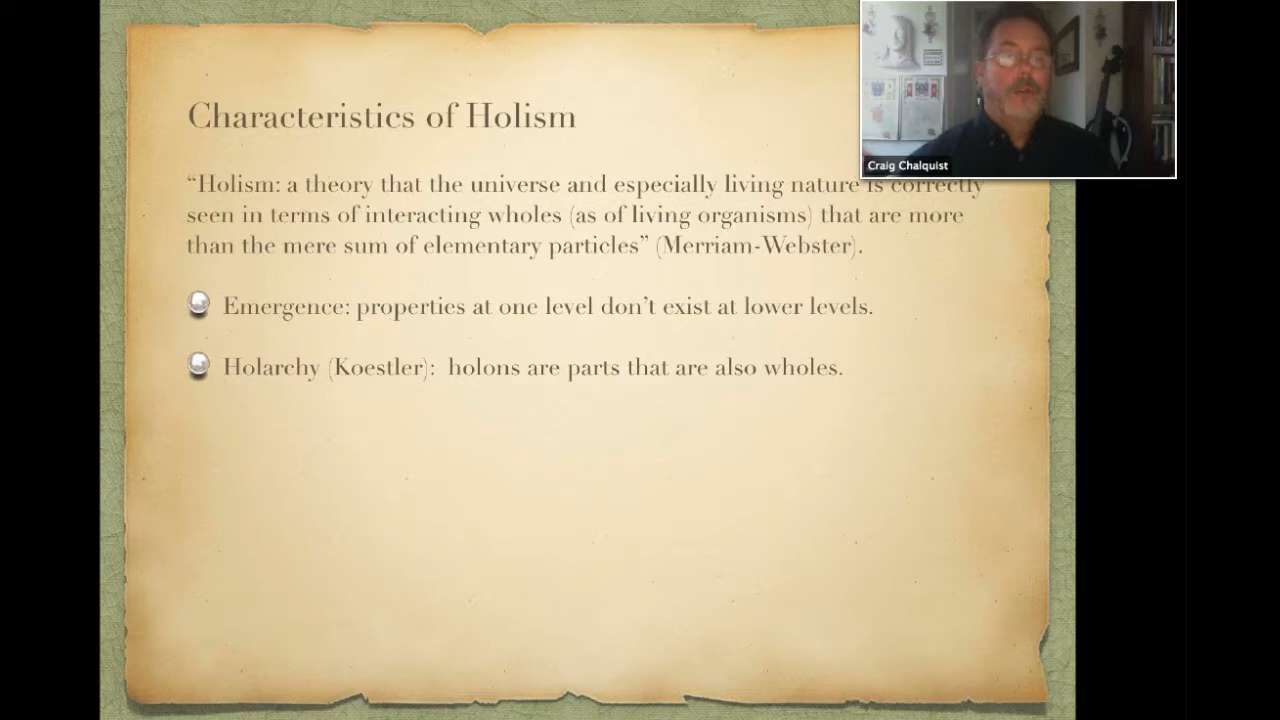 Characteristics of Holism
“Holism: a theory that the universe and especially living nature is correctly
seen in terms of interacting wholes (as of living organisms) that are more
than the mere sum of elementary particles” (Merriam-Webster).
Emergence: properties at one level don’t exist at lower levels.
Holarchy (Koestler):  holons are parts that are also wholes.
Craig Chalquist